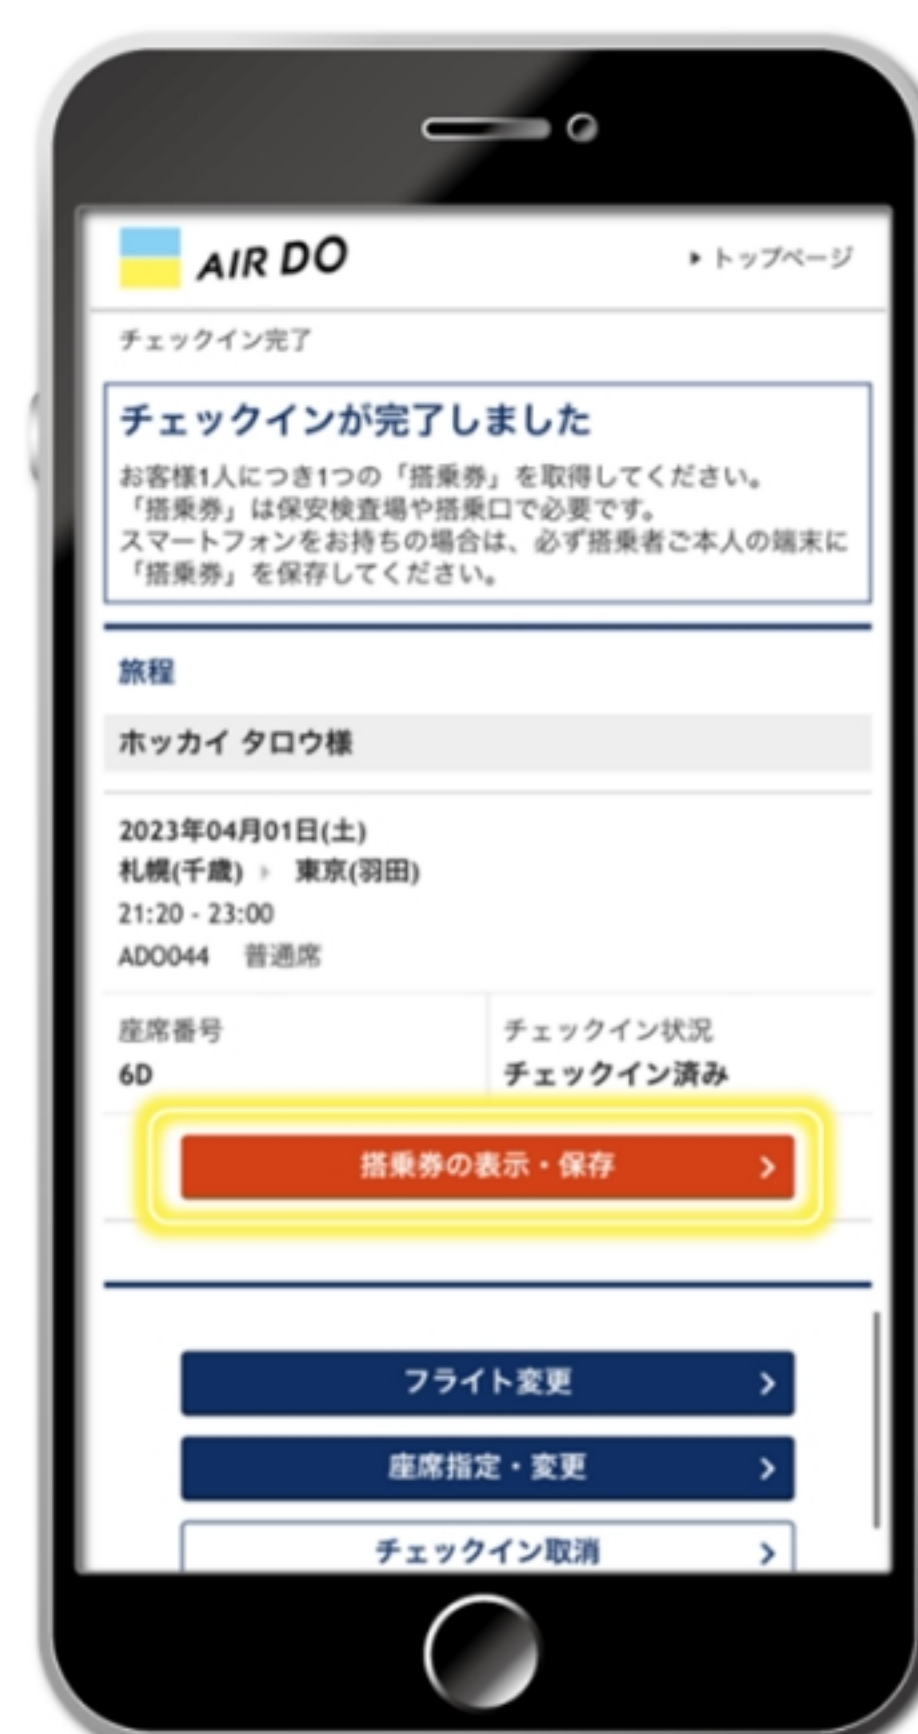 AIR DO
トップページ
チェックイン完了
チェックインが完了しました
お客様1人につき1つの「搭乗券」を取得してください。
「搭乗券」は保安検査場や搭乗口で必要です。
スマートフォンをお持ちの場合は、必ず搭乗者ご本人の端末に
「搭乗券」を保存してください。
旅程
ホッカイ タロウ様
2023年04月01日(土)
札幌(千歳) 東京(羽田)
21:20 - 23:00
ADO044 普通席
座席番号 チェックイン状況
6D チェックイン済み
搭乗券の表示・保存
フライト変更
座席指定・変更
チェックイン取消